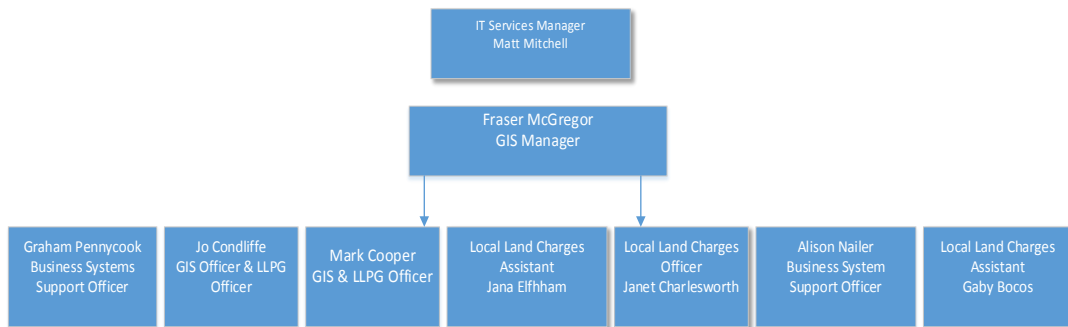 IT Services Manager
Matt Mitchell
Fraser McGregor
GIS Manager
Graham Pennycook
Business Systems
Support Officer
Jo Condliffe
GIS Officer & LLPG
Officer
Mark Cooper
GIS & LLPG Officer
Local Land Charges
Assistant
Jana Elfhham
Local Land Charges
Officer
Janet Charlesworth
Alison Nailer
Business System
Support Officer
Local Land Charges
Assistant
Gaby Bocos